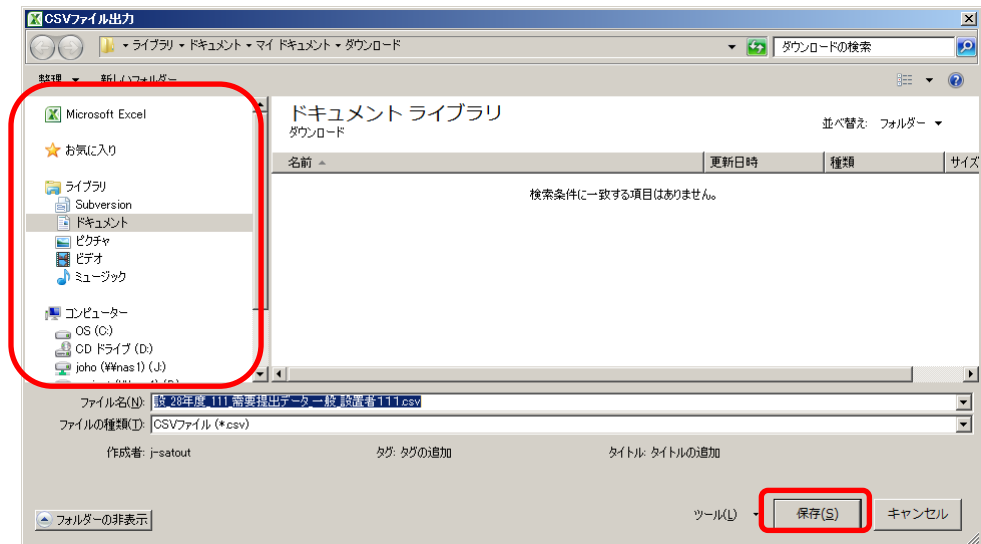 CSVファイル出力
ライブラリ ▾ ドキュメント ▾ マイ ドキュメント ▾ ダウンロード
ダウンロードの検索
整理 ▾ 新しいフォルダー
Microsoft Excel
お気に入り
ライブラリ
Subversion
ドキュメント
ピクチャ
ビデオ
ミュージック
コンピューター
OS (C:)
CD ドライブ (D:)
joho (¥¥nas1) (J:)
ドキュメント ライブラリ
ダウンロード
並べ替え: フォルダー ▾
名前 更新日時 種類 サイズ
検索条件に一致する項目はありません。
ファイル名(N): 28年度_111_需要提出データ_一般_設置者111.csv
ファイルの種類(T): CSVファイル (*.csv)
作成者: j-satout タグ: タグの追加 タイトル: タイトルの追加
フォルダーの非表示
ツール(L) ▾ 保存(S) キャンセル